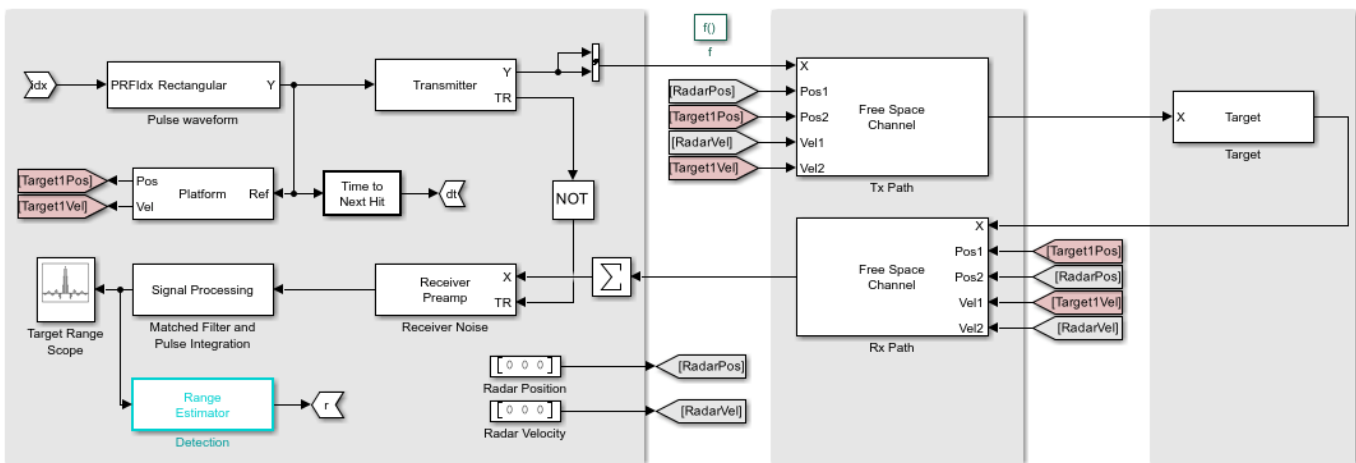 f()
f
idx
PRFIdx Rectangular Y
Pulse waveform
Transmitter
Y
TR
[RadarPos]
[Target1Pos]
[RadarVel]
[Target1Vel]
X
Pos1
Pos2
Vel1
Vel2
Free Space
Channel
Tx Path
X Target
Target
[Target1Pos]
[Target1Vel]
Pos
Vel
Platform
Ref
Time to
Next Hit
dt
NOT
X
Pos1
Pos2
Vel1
Vel2
Free Space
Channel
Rx Path
[Target1Pos]
[RadarPos]
[Target1Vel]
[RadarVel]
Target Range
Scope
Signal Processing
Matched Filter and
Pulse Integration
Receiver
Preamp
X
TR
Receiver Noise
Σ
[ 0 0 0 ]
Radar Position
[RadarPos]
[ 0 0 0 ]
Radar Velocity
[RadarVel]
Range
Estimator
Detection
r